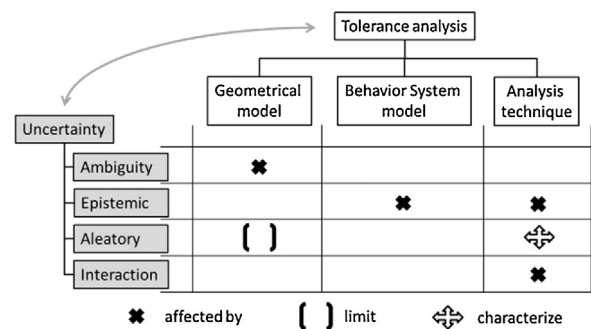 Tolerance analysis
Geometrical
model
Behavior System
model
Analysis
technique
Uncertainty
Ambiguity
Epistemic
Aleatory
Interaction
affected by
limit
characterize